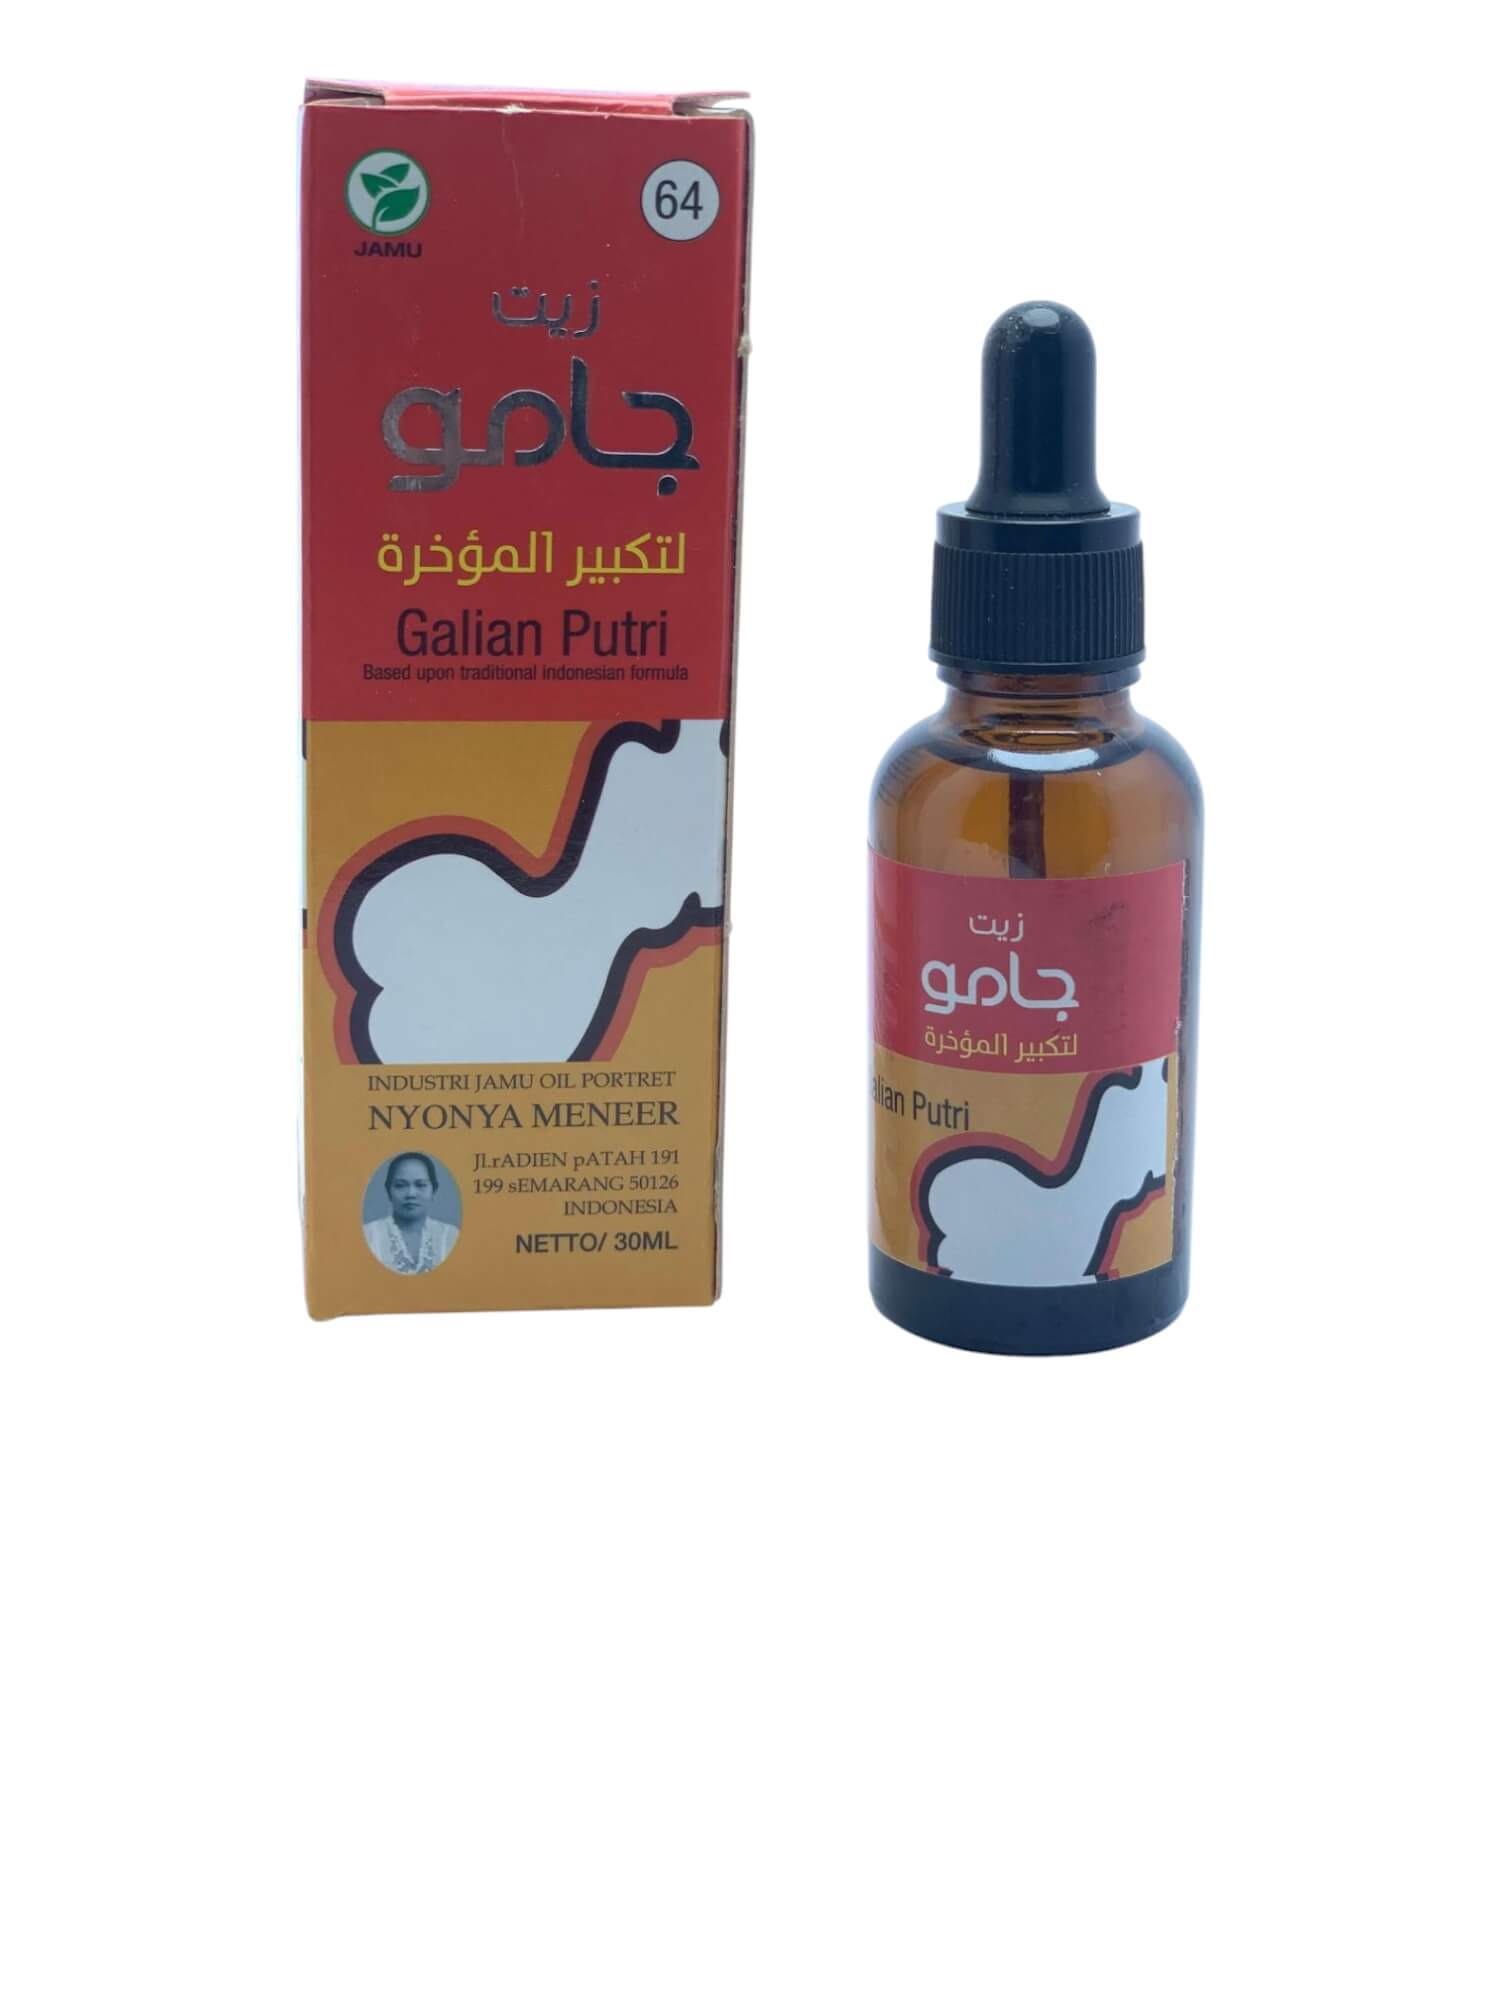 JAMU
64
زيت
جامو
لتكبير المؤخرة
Galian Putri
Based upon traditional indonesian formula
INDUSTRI JAMU OIL PORTRET
NYONYA MENEER
Jl.rADIEN pATAH 191
199 sEMARANG 50126
INDONESIA
NETTO/ 30ML
زيت
جامو
لتكبير المؤخرة
alian Putri